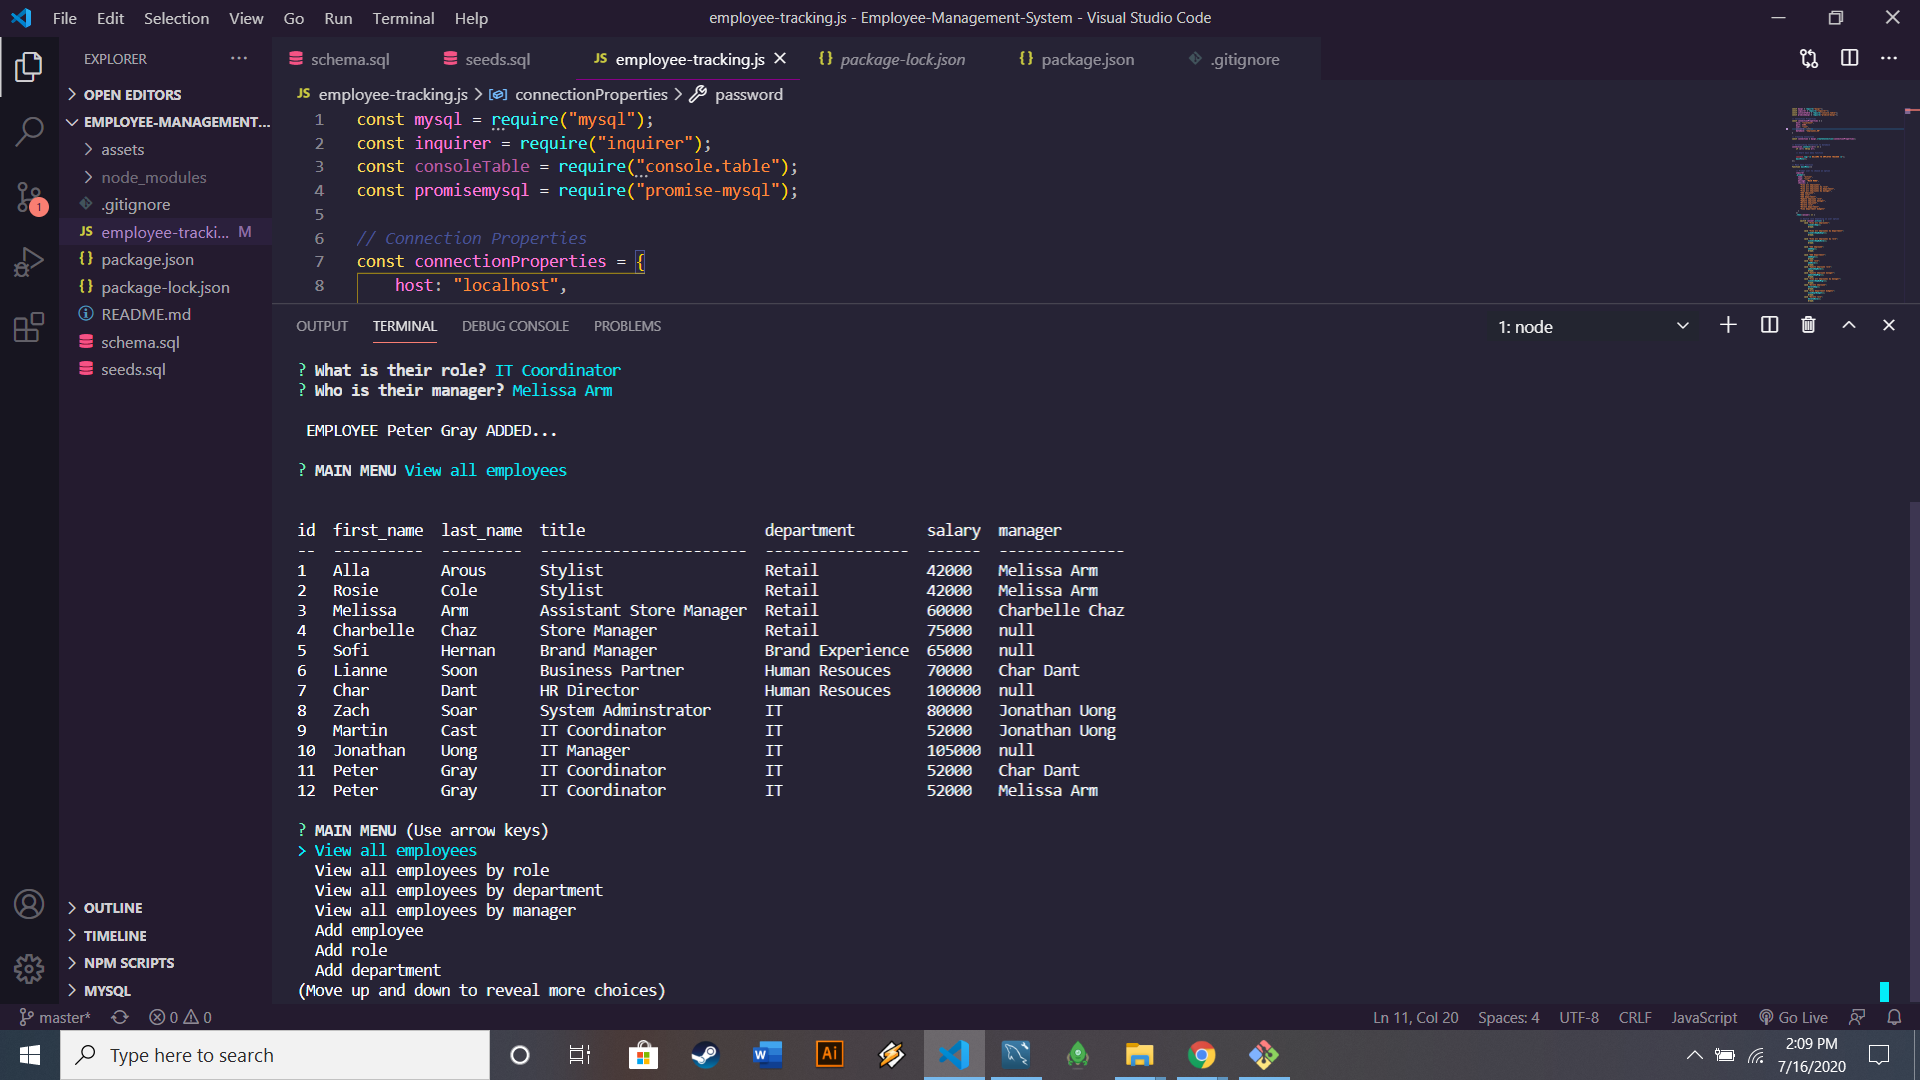 File Edit Selection View Go Run Terminal Help
employee-tracking.js - Employee-Management-System - Visual Studio Code
EXPLORER
OPEN EDITORS
EMPLOYEE-MANAGEMENT...
assets
node_modules
.gitignore
JS employee-tracki... M
{} package.json
{} package-lock.json
README.md
schema.sql
seeds.sql
OUTLINE
TIMELINE
NPM SCRIPTS
MYSQL
1
schema.sql seeds.sql JS employee-tracking.js {} package-lock.json {} package.json .gitignore
JS employee-tracking.js > connectionProperties > password
1 const mysql = require("mysql");
2 const inquirer = require("inquirer");
3 const consoleTable = require("console.table");
4 const promisemysql = require("promise-mysql");
5
6 // Connection Properties
7 const connectionProperties = {
8 host: "localhost",
OUTPUT TERMINAL DEBUG CONSOLE PROBLEMS
1: node
? What is their role? IT Coordinator
? Who is their manager? Melissa Arm
EMPLOYEE Peter Gray ADDED...
? MAIN MENU View all employees
id first_name last_name title department salary manager
-- ---------- --------- ----------------------- ---------------- ------ --------------
1 Alla Arous Stylist Retail 42000 Melissa Arm
2 Rosie Cole Stylist Retail 42000 Melissa Arm
3 Melissa Arm Assistant Store Manager Retail 60000 Charbelle Chaz
4 Charbelle Chaz Store Manager Retail 75000 null
5 Sofi Hernan Brand Manager Brand Experience 65000 null
6 Lianne Soon Business Partner Human Resouces 70000 Char Dant
7 Char Dant HR Director Human Resouces 100000 null
8 Zach Soar System Adminstrator IT 80000 Jonathan Uong
9 Martin Cast IT Coordinator IT 52000 Jonathan Uong
10 Jonathan Uong IT Manager IT 105000 null
11 Peter Gray IT Coordinator IT 52000 Char Dant
12 Peter Gray IT Coordinator IT 52000 Melissa Arm
? MAIN MENU (Use arrow keys)
> View all employees
View all employees by role
View all employees by department
View all employees by manager
Add employee
Add role
Add department
(Move up and down to reveal more choices)
master* 0 0
Ln 11, Col 20 Spaces: 4 UTF-8 CRLF JavaScript Go Live
Type here to search
W
Ai
2:09 PM
7/16/2020